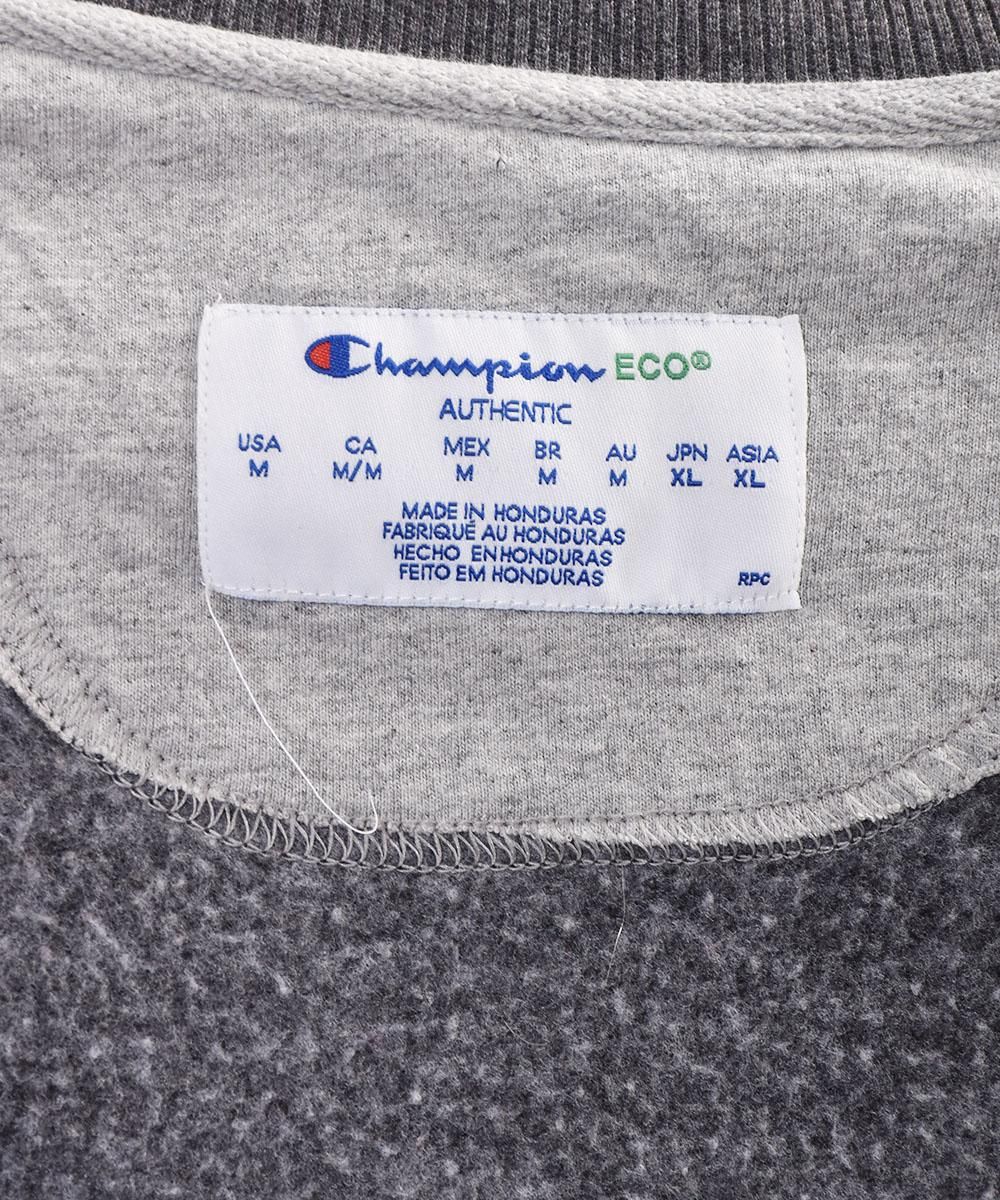 Champion ECO®
AUTHENTIC
USA CA MEX BR AU JPN ASIA
M M/M M M M XL XL
MADE IN HONDURAS
FABRIQUÉ AU HONDURAS
HECHO EN HONDURAS
FEITO EM HONDURAS
RPC